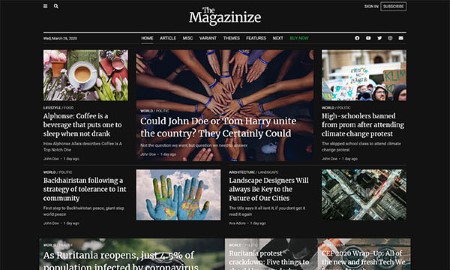 SIGN IN SUBSCRIBE
The
Magazinize
Wed, March 18, 2020
HOME ARTICLE MISC VARIANT THEMES FEATURES NEXT BUY NOW
LIFESTYLE / FOOD
Alphonse: Coffee is a
beverage that puts one to
sleep when not drank
How Alphonse Allais describes Coffee is A
Top Notch One
John Doe • 1 day ago
WORLD / POLITIC
Could John Doe or Tom Harry unite
the country? They Certainly Could
Not the question we want but question we need to answer
John Doe • 1 day ago
WORLD / POLITIC
High-schoolers banned
from prom after attending
climate change protest
The skipped school class to attend climate
change protest
John Doe • 1 day ago
WORLD / POLITIC
Backhairistan following a
strategy of tolerance to Int
community
First step to Backhairistan peace, giant step
world peace
John Doe • 1 day ago
ARCHITECTURE / LANDSCAPE
Landscape Designers Will
always Be Key to the
Future of Our Cities
The title says it all isn't it if you don't get it
read it again
1 day ago
WORLD / POLITIC
As Ruritania reopens, just 4.5% of
population infected by coronavirus
WORLD / POLITIC
Ruritania protest
crackdown: Five things to
CEF 2020 Wrap-Up: All of
the new and fresh Tech We